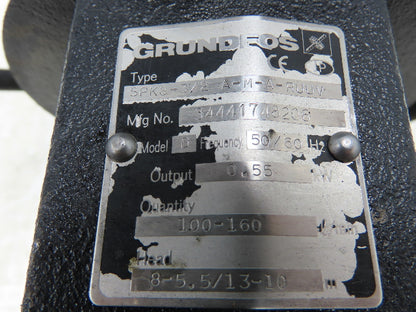 GRUNDFOS
CE
Type
SPK8-3/3-A-M-A-AUUV
Mfg No.
Model D Frequency 50/60 Hz
Output 0,55
Quantity
100-160
Head
8-5,5/13-10